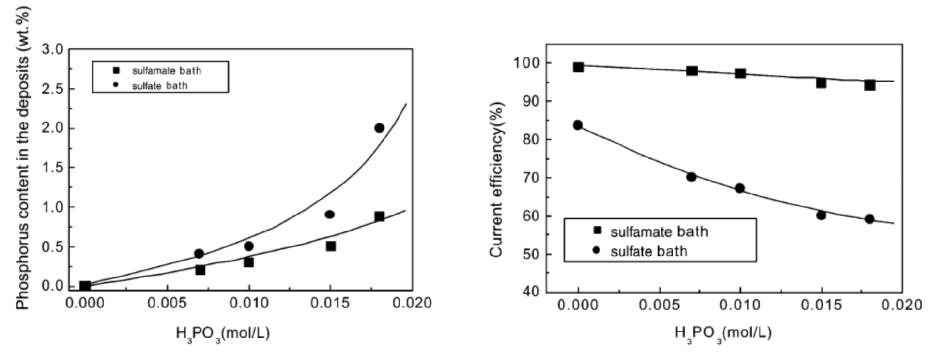 Phosphorus content in the deposits (wt.%)
3.0
2.5
2.0
1.5
1.0
0.5
0.0
sulfamate bath
sulfate bath
0.000 0.005 0.010 0.015 0.020
H₃PO₃(mol/L)
Current efficiency(%)
100
90
80
70
60
50
40
sulfamate bath
sulfate bath
0.000 0.005 0.010 0.015 0.020
H₃PO₃(mol/L)